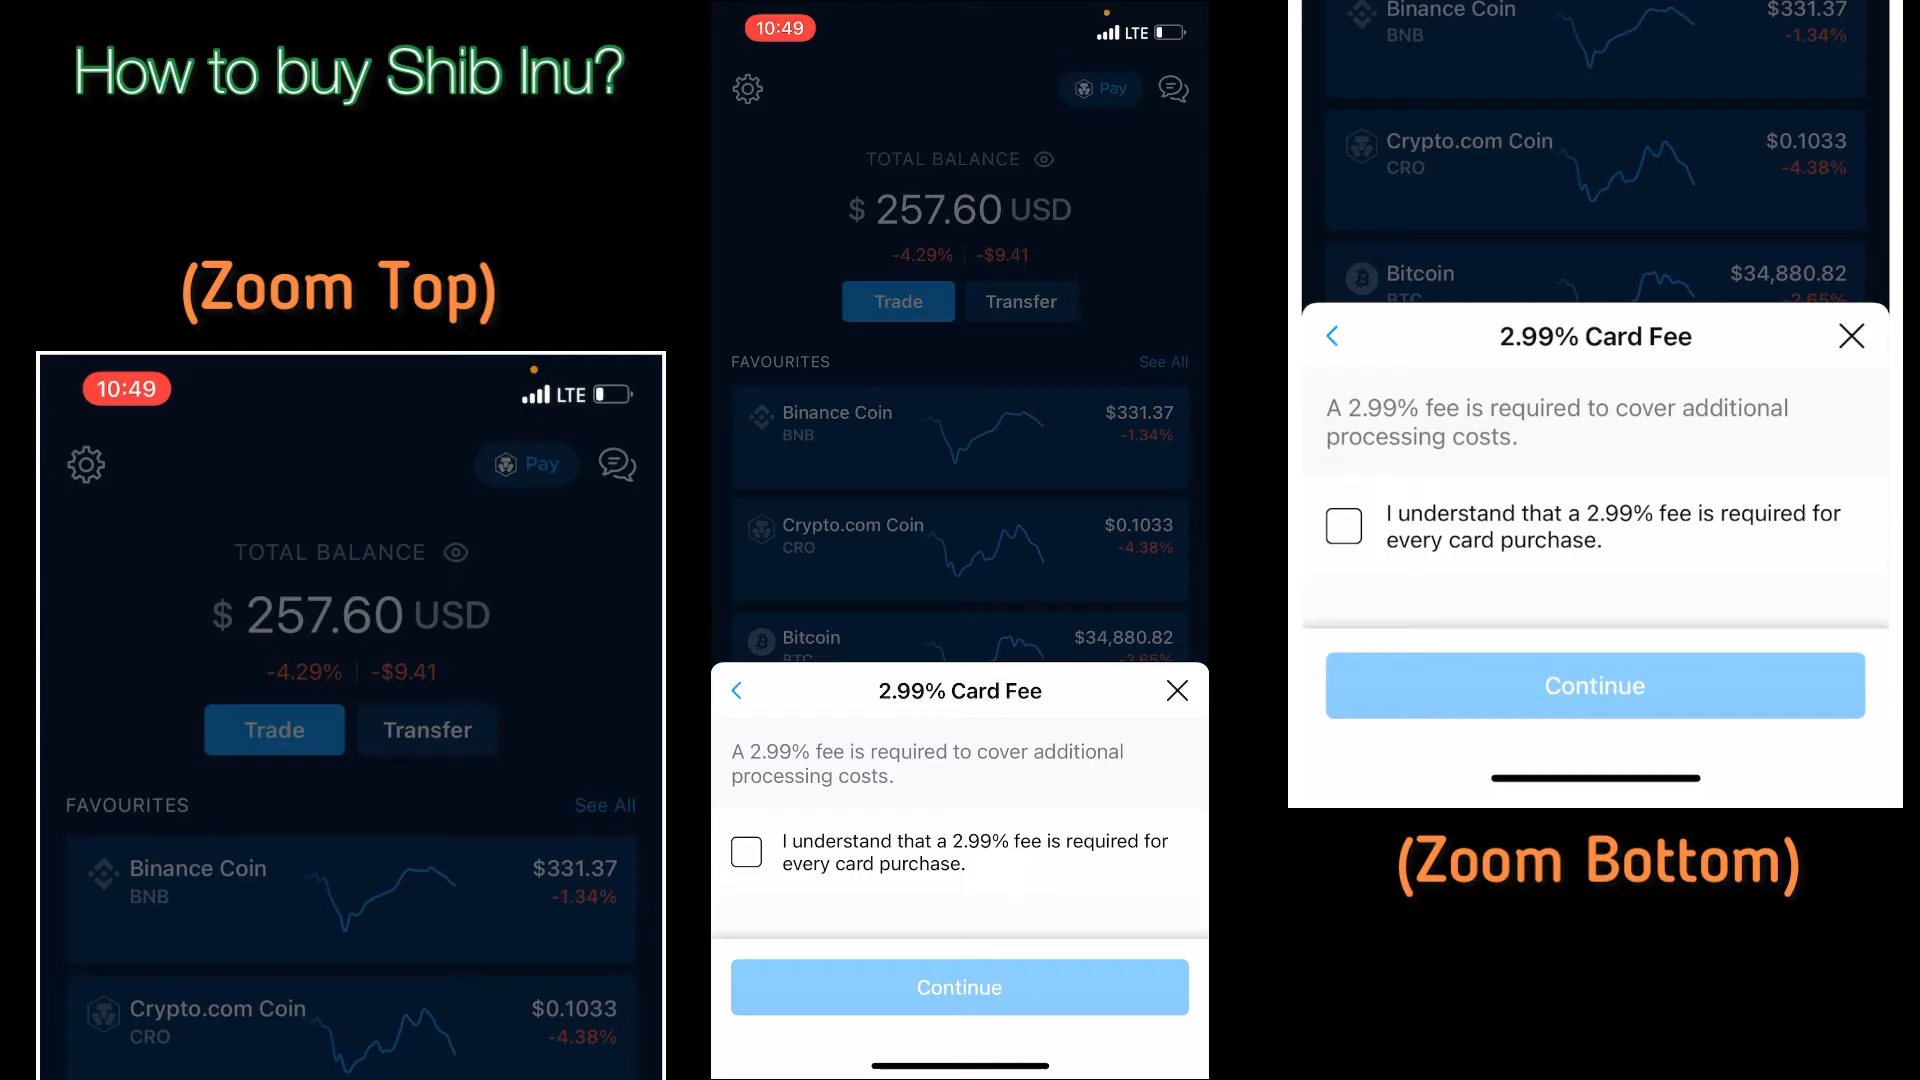 How to buy Shib Inu?
(Zoom Top)
10:49
LTE
Pay
TOTAL BALANCE
$ 257.60 USD
-4.29% | -$9.41
Trade
Transfer
FAVOURITES
See All
Binance Coin
$331.37
BNB
-1.34%
Crypto.com Coin
$0.1033
CRO
-4.38%
10:49
LTE
Pay
TOTAL BALANCE
$ 257.60 USD
-4.29% | -$9.41
Trade
Transfer
FAVOURITES
See All
Binance Coin
$331.37
BNB
-1.34%
Crypto.com Coin
$0.1033
CRO
-4.38%
Bitcoin
$34,880.82
BTC
-2.65%
2.99% Card Fee
A 2.99% fee is required to cover additional
processing costs.
I understand that a 2.99% fee is required for
every card purchase.
Continue
Binance Coin
$331.37
BNB
-1.34%
Crypto.com Coin
$0.1033
CRO
-4.38%
Bitcoin
$34,880.82
BTC
-2.65%
2.99% Card Fee
A 2.99% fee is required to cover additional
processing costs.
I understand that a 2.99% fee is required for
every card purchase.
Continue
(Zoom Bottom)